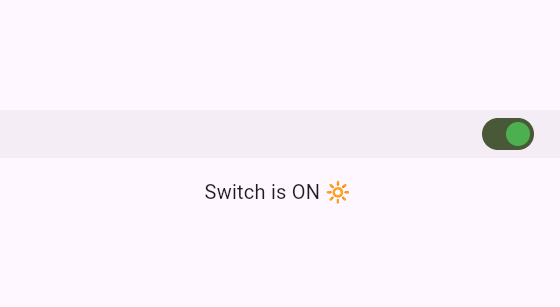 Switch is ON 🔆